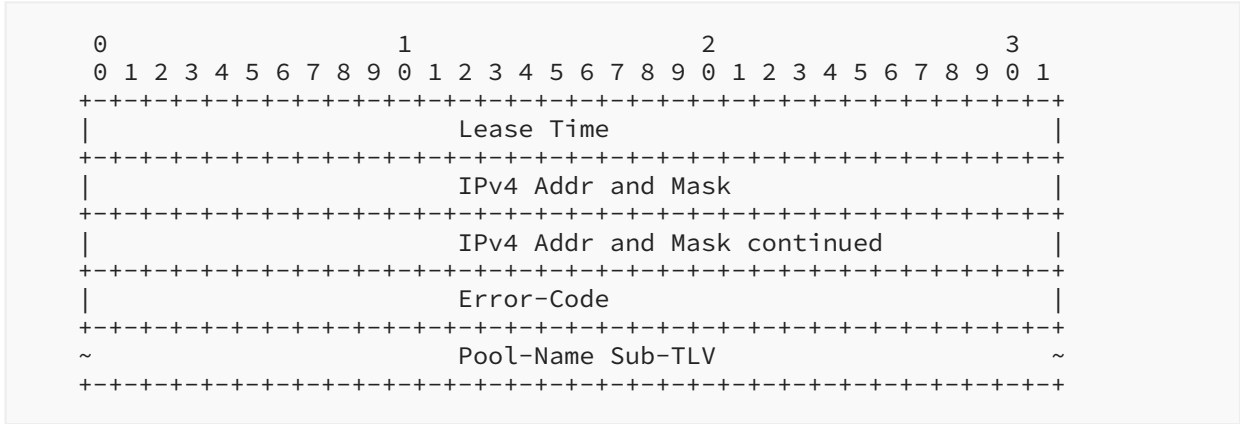 0                   1                   2                   3
 0 1 2 3 4 5 6 7 8 9 0 1 2 3 4 5 6 7 8 9 0 1 2 3 4 5 6 7 8 9 0 1
+-+-+-+-+-+-+-+-+-+-+-+-+-+-+-+-+-+-+-+-+-+-+-+-+-+-+-+-+-+-+-+-+
|                        Lease Time                             |
+-+-+-+-+-+-+-+-+-+-+-+-+-+-+-+-+-+-+-+-+-+-+-+-+-+-+-+-+-+-+-+-+
|                        IPv4 Addr and Mask                     |
+-+-+-+-+-+-+-+-+-+-+-+-+-+-+-+-+-+-+-+-+-+-+-+-+-+-+-+-+-+-+-+-+
|                        IPv4 Addr and Mask continued           |
+-+-+-+-+-+-+-+-+-+-+-+-+-+-+-+-+-+-+-+-+-+-+-+-+-+-+-+-+-+-+-+-+
|                        Error-Code                             |
+-+-+-+-+-+-+-+-+-+-+-+-+-+-+-+-+-+-+-+-+-+-+-+-+-+-+-+-+-+-+-+-+
~                        Pool-Name Sub-TLV                      ~
+-+-+-+-+-+-+-+-+-+-+-+-+-+-+-+-+-+-+-+-+-+-+-+-+-+-+-+-+-+-+-+-+